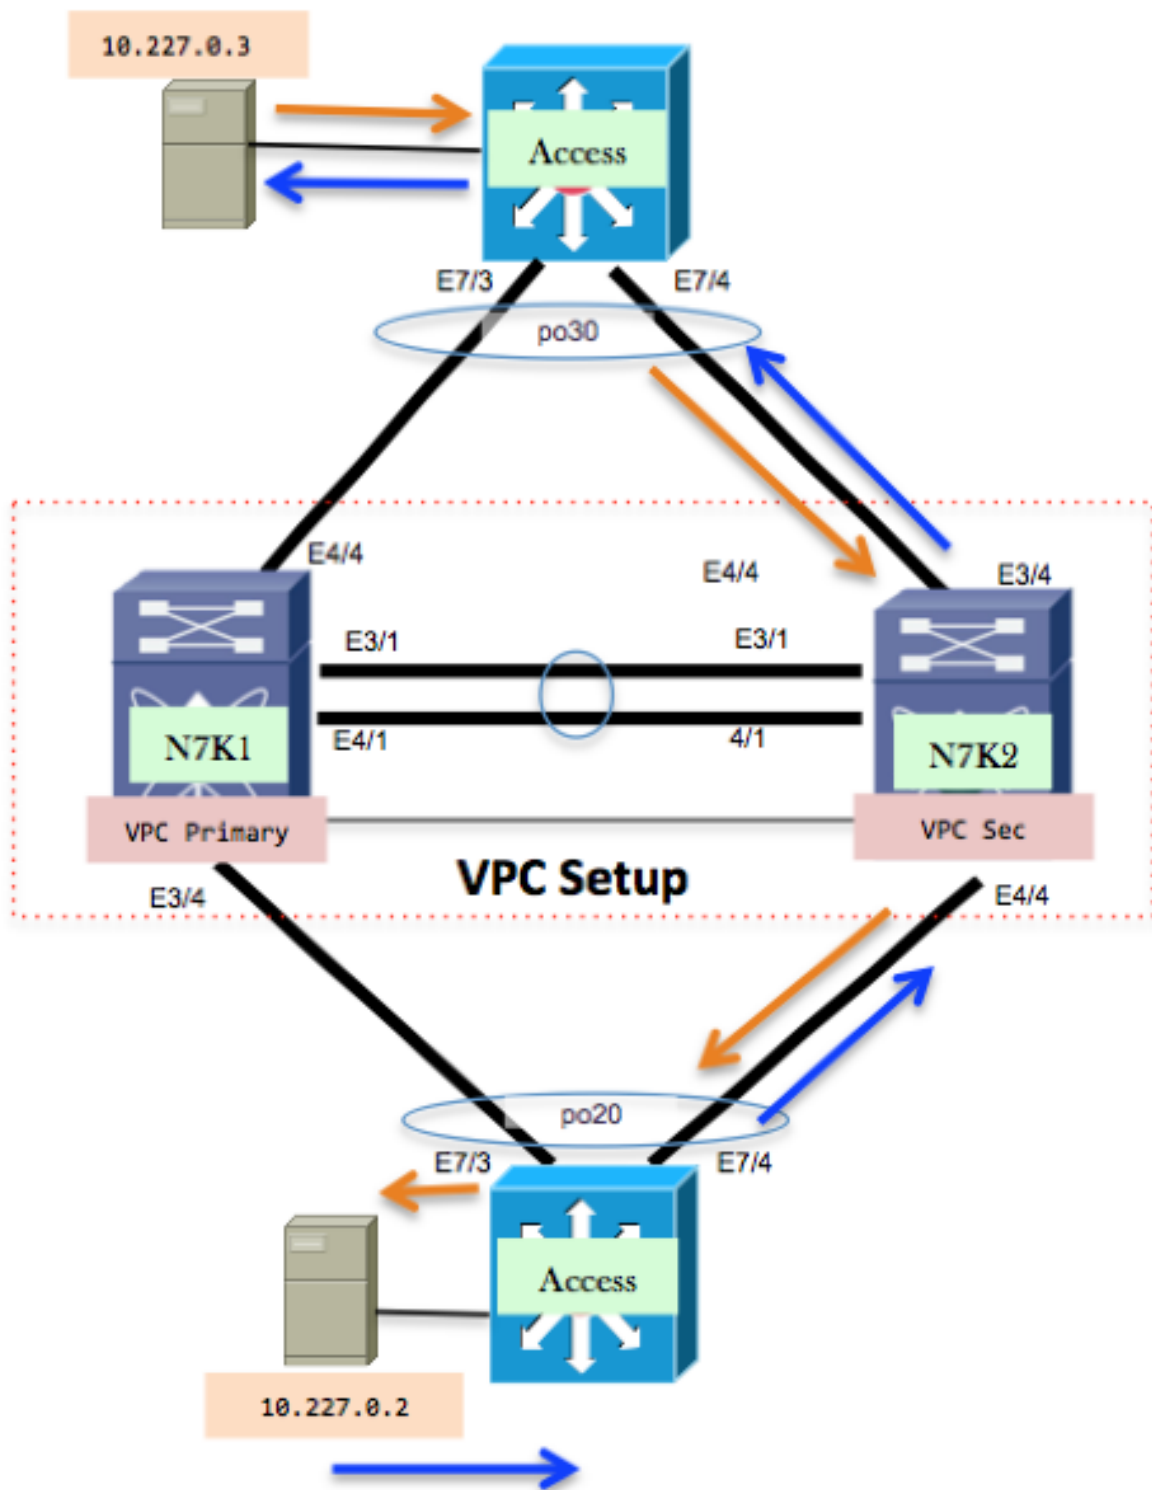 10.227.0.3
Access
E7/3
E7/4
po30
E4/4
E4/4
E3/4
E3/1
E3/1
E4/1
4/1
N7K1
N7K2
VPC Primary
VPC Sec
VPC Setup
E3/4
E4/4
po20
E7/3
E7/4
Access
10.227.0.2